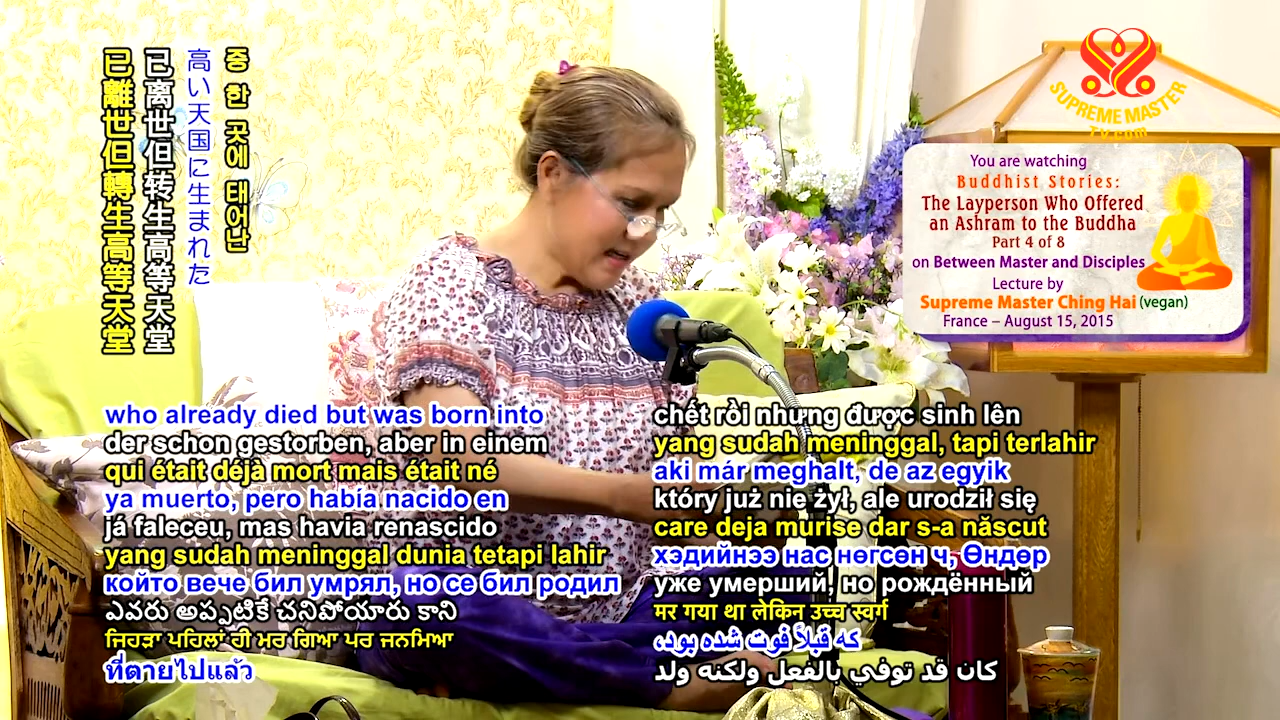 중 한 곳에 태어난
高い天国に生まれた
已离世但转生高等天堂
已離世但轉生高等天堂
SUPREME MASTER
TV.com
You are watching
Buddhist Stories:
The Layperson Who Offered
an Ashram to the Buddha
Part 4 of 8
on Between Master and Disciples
Lecture by
Supreme Master Ching Hai (vegan)
France – August 15, 2015
who already died but was born into
der schon gestorben, aber in einem
qui était déjà mort mais était né
ya muerto, pero había nacido en
já faleceu, mas havia renascido
yang sudah meninggal dunia tetapi lahir
който вече бил умрял, но се бил родил
ఎవరు అప్పటికే చనిపోయారు కాని
ਜਿਹੜਾ ਪਹਿਲਾਂ ਹੀ ਮਰ ਗਿਆ ਪਰ ਜਨਮਿਆ
ที่ตายไปแล้ว
chết rồi nhưng được sinh lên
yang sudah meninggal, tapi terlahir
aki már meghalt, de az egyik
który już nie żył, ale urodził się
care deja murise dar s-a născut
хэдийнээ нас нөгсөн ч, Өндөр
уже умерший, но рождённый
मर गया था लेकिन उच्च स्वर्ग
که قبلاً فوت شده بود،
كان قد توفي بالفعل ولكنه ولد